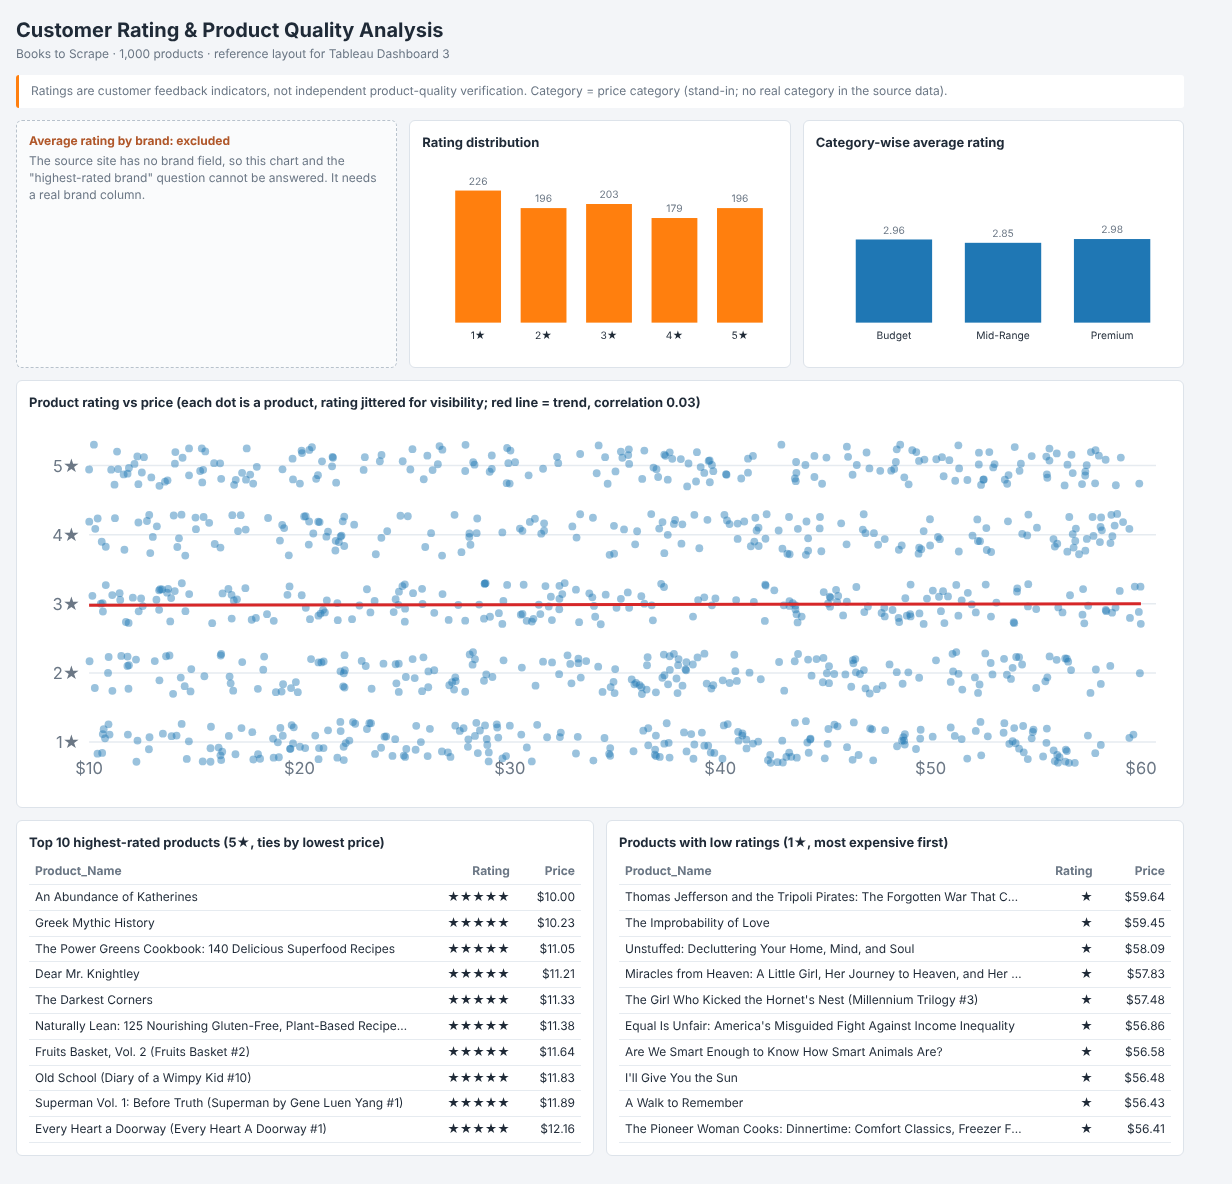 Customer Rating & Product Quality Analysis
Books to Scrape · 1,000 products · reference layout for Tableau Dashboard 3
Ratings are customer feedback indicators, not independent product-quality verification. Category = price category (stand-in; no real category in the source data).
Average rating by brand: excluded
The source site has no brand field, so this chart and the
"highest-rated brand" question cannot be answered. It needs
a real brand column.
Rating distribution
226 196 203 179 196
1★ 2★ 3★ 4★ 5★
Category-wise average rating
2.96 2.85 2.98
Budget Mid-Range Premium
Product rating vs price (each dot is a product, rating jittered for visibility; red line = trend, correlation 0.03)
5★
4★
3★
2★
1★
$10 $20 $30 $40 $50 $60
Top 10 highest-rated products (5★, ties by lowest price)
Product_Name Rating Price
An Abundance of Katherines ★★★★★ $10.00
Greek Mythic History ★★★★★ $10.23
The Power Greens Cookbook: 140 Delicious Superfood Recipes ★★★★★ $11.05
Dear Mr. Knightley ★★★★★ $11.21
The Darkest Corners ★★★★★ $11.33
Naturally Lean: 125 Nourishing Gluten-Free, Plant-Based Recipe... ★★★★★ $11.38
Fruits Basket, Vol. 2 (Fruits Basket #2) ★★★★★ $11.64
Old School (Diary of a Wimpy Kid #10) ★★★★★ $11.83
Superman Vol. 1: Before Truth (Superman by Gene Luen Yang #1) ★★★★★ $11.89
Every Heart a Doorway (Every Heart A Doorway #1) ★★★★★ $12.16
Products with low ratings (1★, most expensive first)
Product_Name Rating Price
Thomas Jefferson and the Tripoli Pirates: The Forgotten War That C... ★ $59.64
The Improbability of Love ★ $59.45
Unstuffed: Decluttering Your Home, Mind, and Soul ★ $58.09
Miracles from Heaven: A Little Girl, Her Journey to Heaven, and Her ... ★ $57.83
The Girl Who Kicked the Hornet's Nest (Millennium Trilogy #3) ★ $57.48
Equal Is Unfair: America's Misguided Fight Against Income Inequality ★ $56.86
Are We Smart Enough to Know How Smart Animals Are? ★ $56.58
I'll Give You the Sun ★ $56.48
A Walk to Remember ★ $56.43
The Pioneer Woman Cooks: Dinnertime: Comfort Classics, Freezer F... ★ $56.41